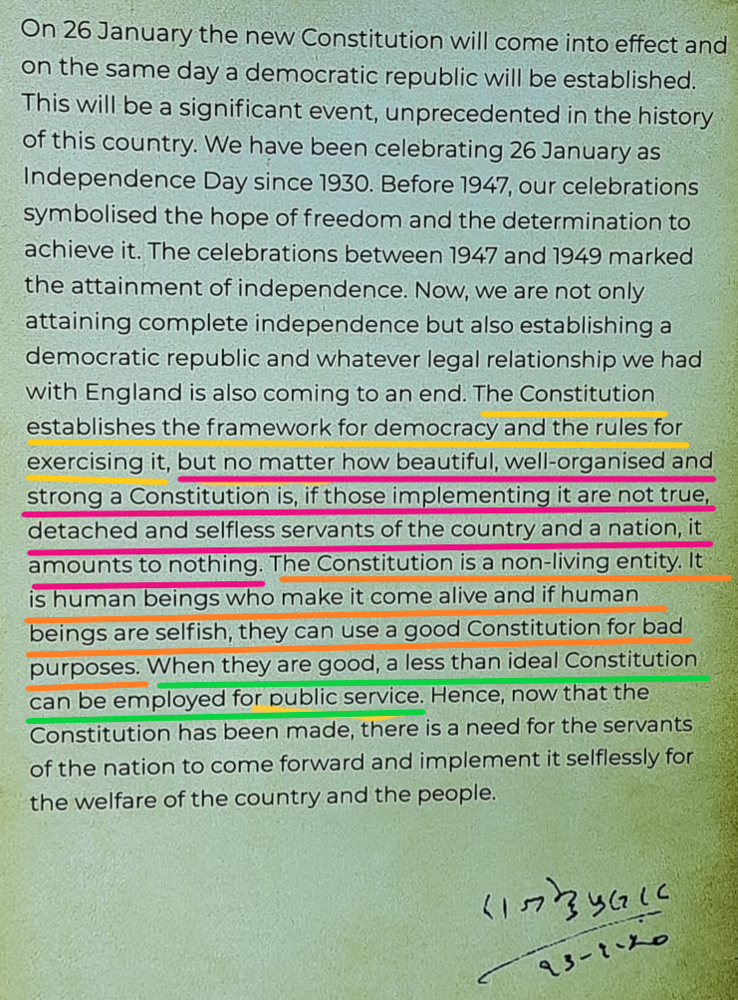 On 26 January the new Constitution will come into effect and
on the same day a democratic republic will be established.
This will be a significant event, unprecedented in the history
of this country. We have been celebrating 26 January as
Independence Day since 1930. Before 1947, our celebrations
symbolised the hope of freedom and the determination to
achieve it. The celebrations between 1947 and 1949 marked
the attainment of independence. Now, we are not only
attaining complete independence but also establishing a
democratic republic and whatever legal relationship we had
with England is also coming to an end. The Constitution
establishes the framework for democracy and the rules for
exercising it, but no matter how beautiful, well-organised and
strong a Constitution is, if those implementing it are not true,
detached and selfless servants of the country and a nation, it
amounts to nothing. The Constitution is a non-living entity. It
is human beings who make it come alive and if human
beings are selfish, they can use a good Constitution for bad
purposes. When they are good, a less than ideal Constitution
can be employed for public service. Hence, now that the
Constitution has been made, there is a need for the servants
of the nation to come forward and implement it selflessly for
the welfare of the country and the people.